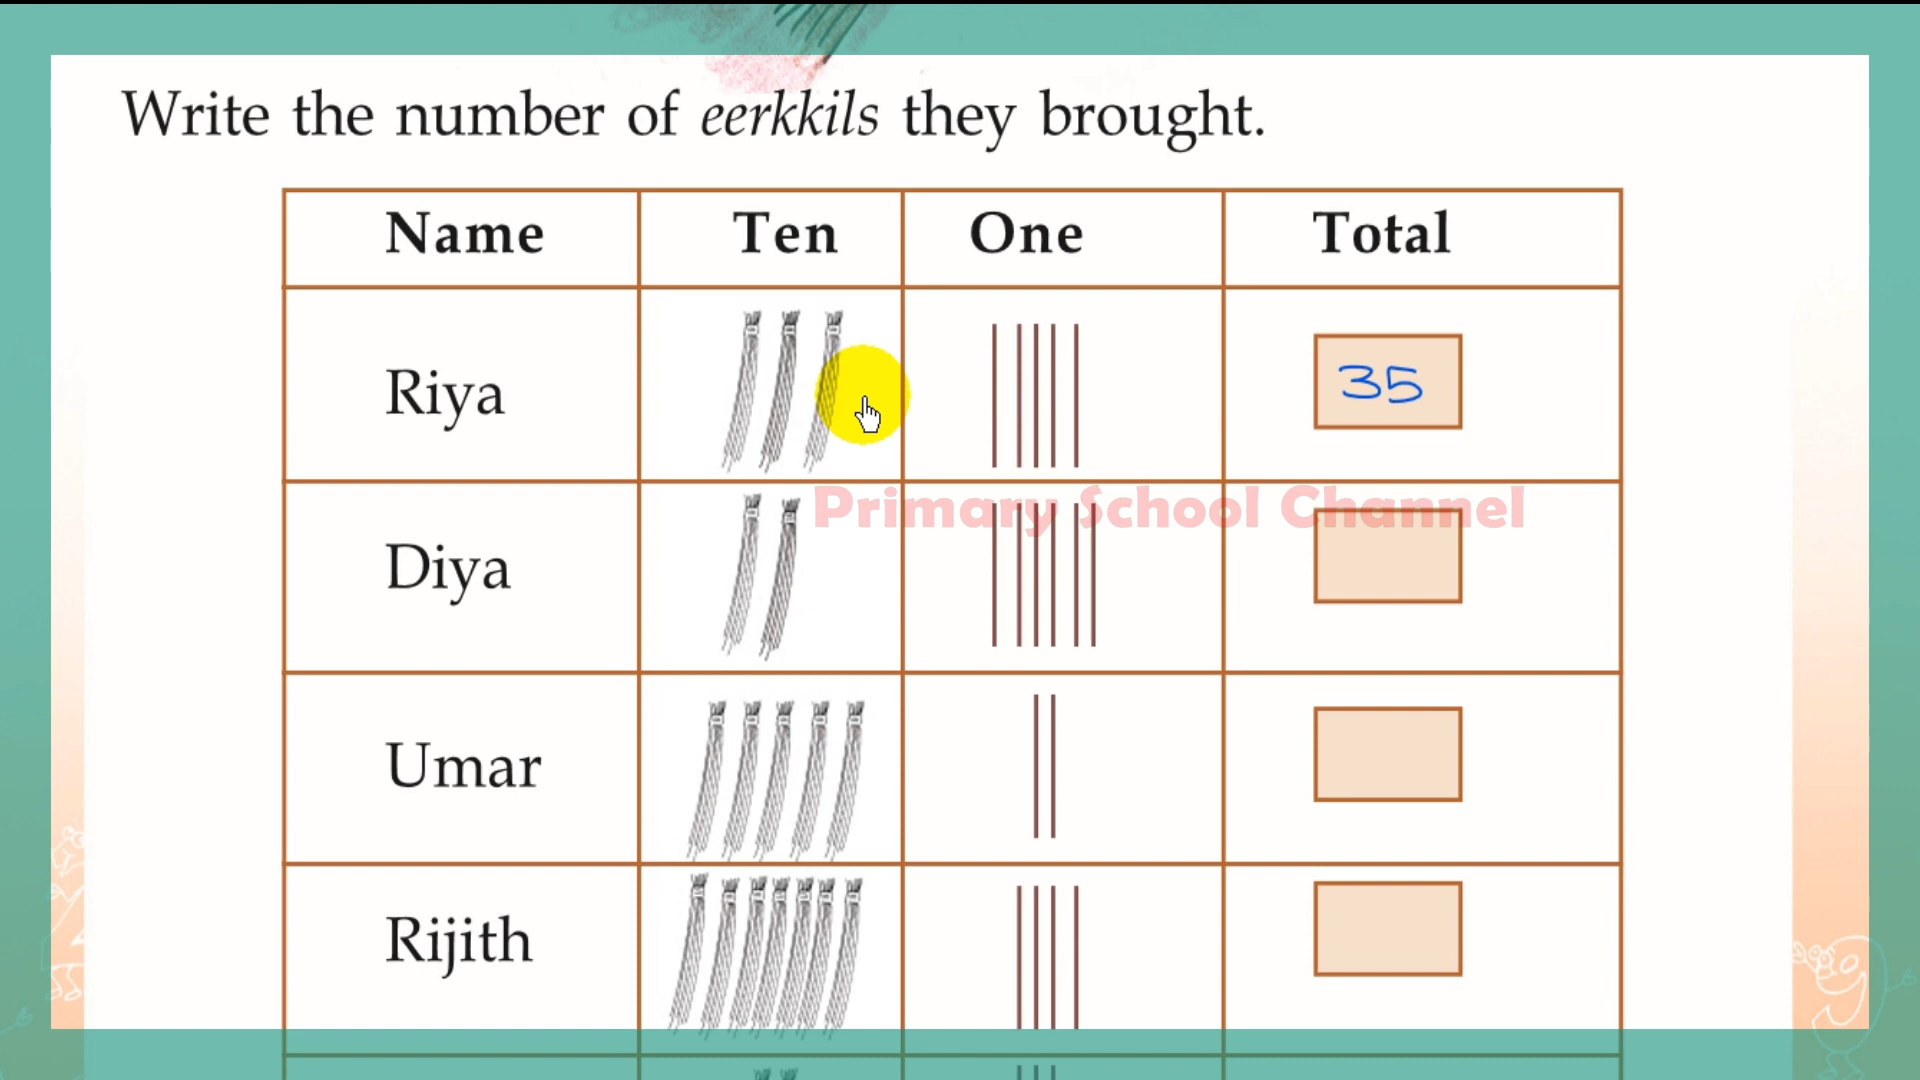 Write the number of eerkkils they brought.
Name Ten One Total
Riya 35
Primary School Channel
Diya
Umar
Rijith